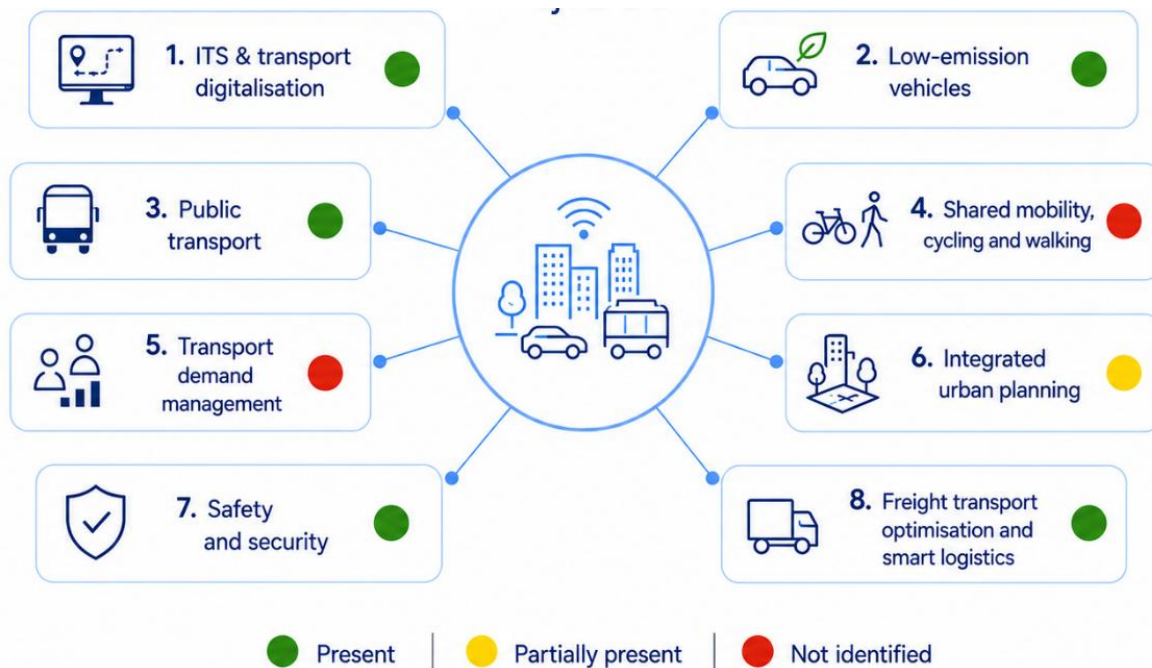 1. ITS & transport
digitalisation
2. Low-emission
vehicles
3. Public
transport
4. Shared mobility,
cycling and walking
5. Transport
demand
management
6. Integrated
urban planning
7. Safety
and security
8. Freight transport
optimisation and
smart logistics
Present
Partially present
Not identified